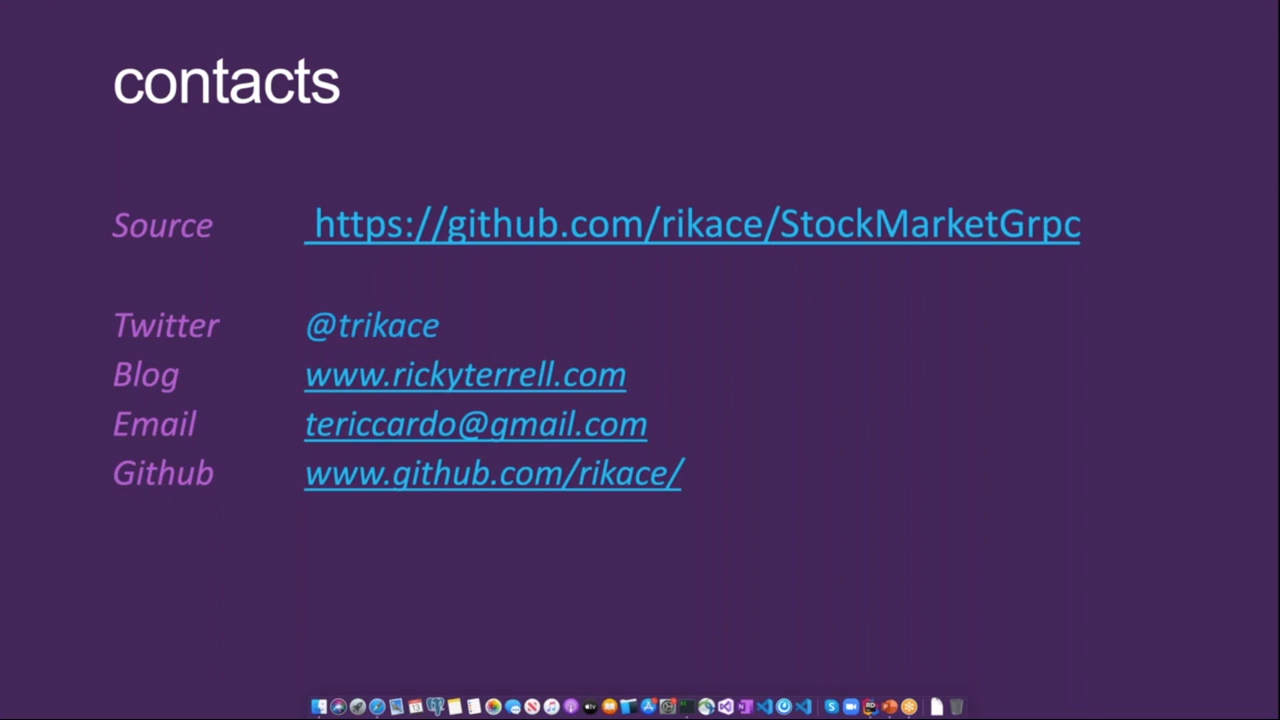 contacts
Source https://github.com/rikace/StockMarketGrpc
Twitter @trikace
Blog www.rickyterrell.com
Email tericcardo@gmail.com
Github www.github.com/rikace/